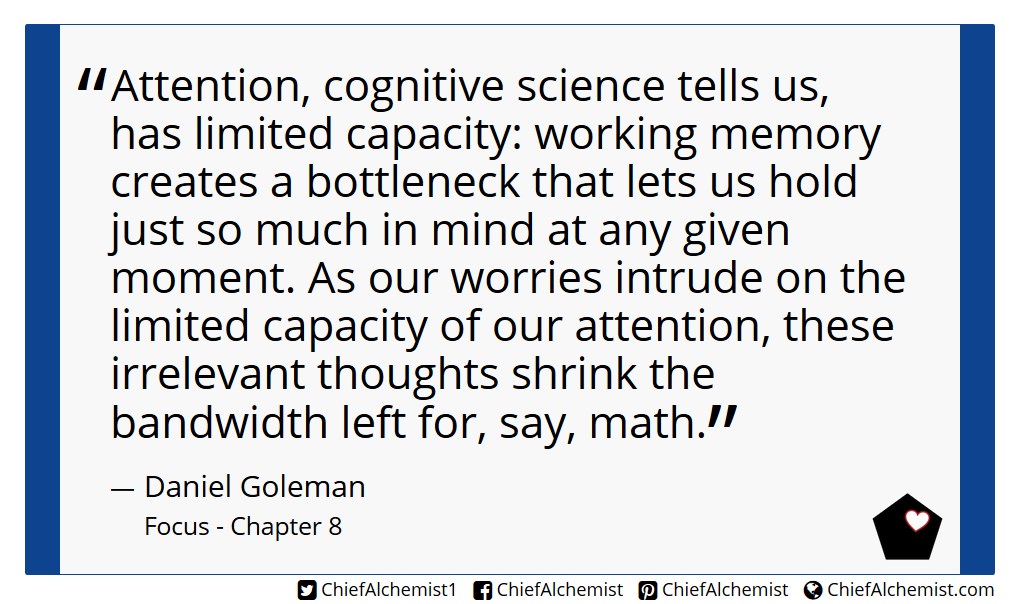 “Attention, cognitive science tells us,
has limited capacity: working memory
creates a bottleneck that lets us hold
just so much in mind at any given
moment. As our worries intrude on the
limited capacity of our attention, these
irrelevant thoughts shrink the
bandwidth left for, say, math.”
— Daniel Goleman
Focus - Chapter 8
ChiefAlchemist1 ChiefAlchemist ChiefAlchemist ChiefAlchemist.com